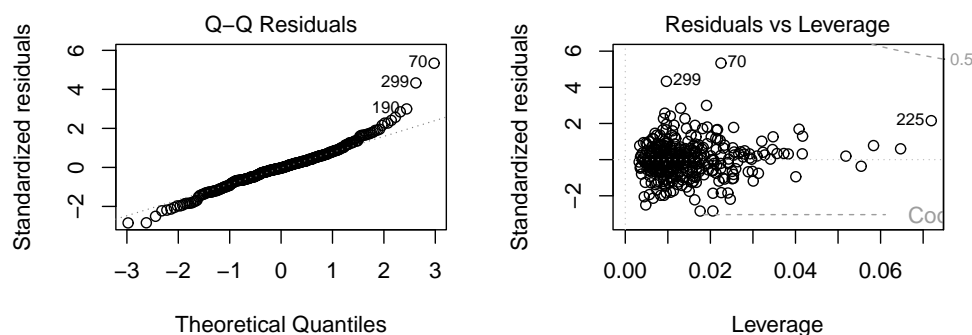 Q−Q Residuals
Standardized residuals
6
4
2
0
−2
70
299
190
−3 −2 −1 0 1 2 3
Theoretical Quantiles
Residuals vs Leverage
Standardized residuals
6
4
2
0
−2
0.5
70
299
225
Coo
0.00 0.02 0.04 0.06
Leverage